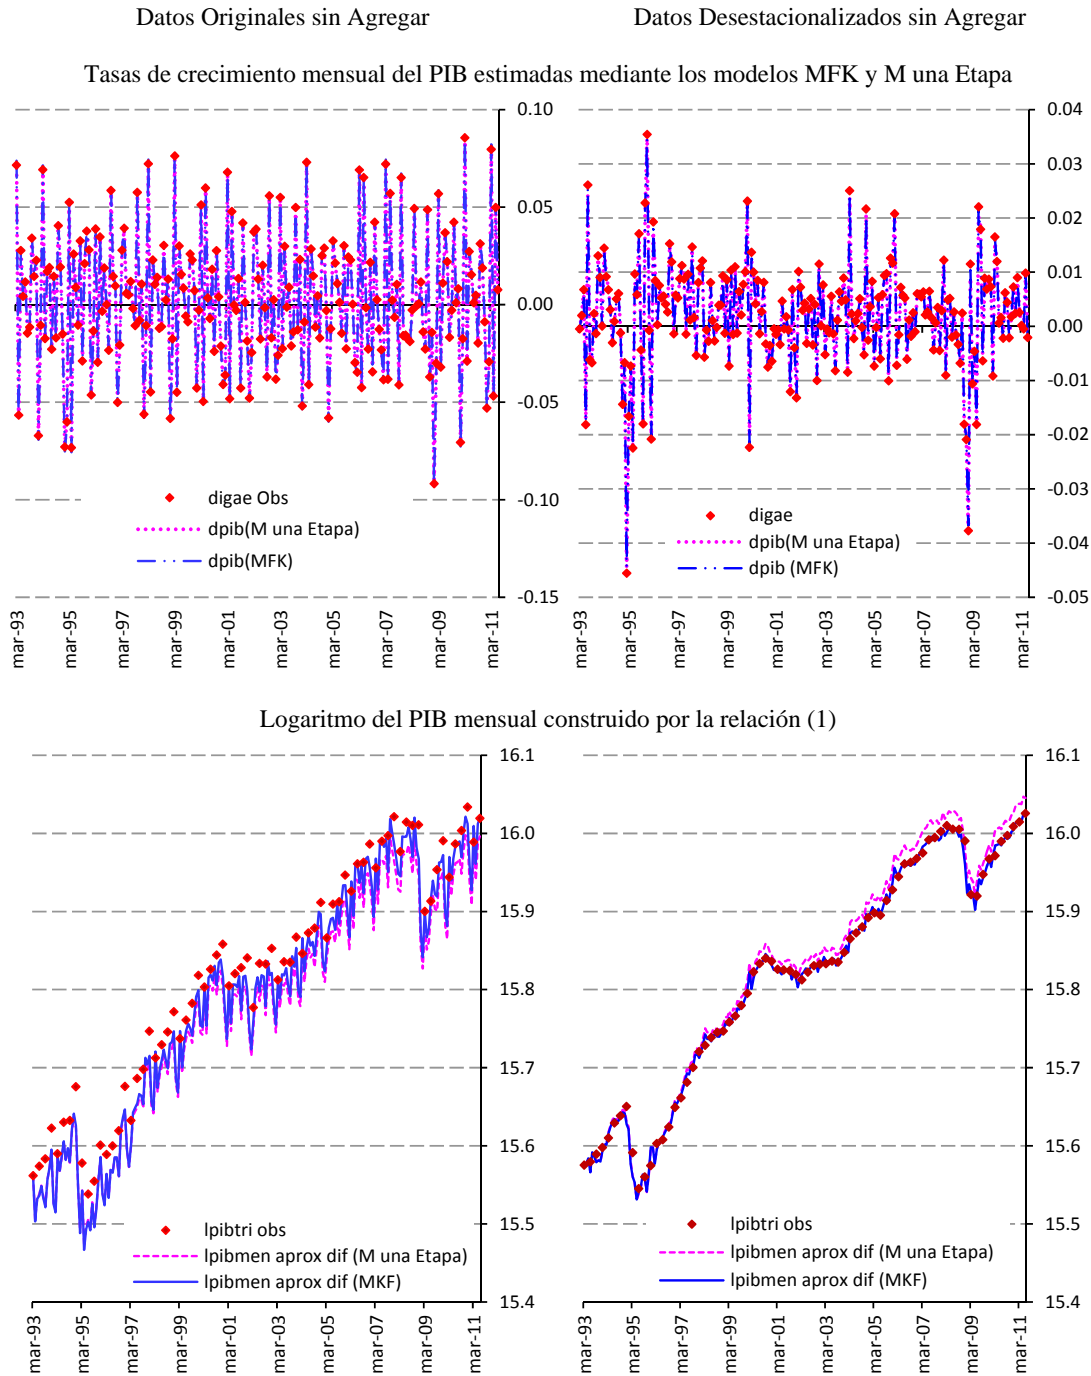 Datos Originales sin Agregar
Datos Desestacionalizados sin Agregar
Tasas de crecimiento mensual del PIB estimadas mediante los modelos MFK y M una Etapa
0.10
0.05
0.00
-0.05
-0.10
-0.15
digae Obs
dpib(M una Etapa)
dpib(MFK)
mar-93
mar-95
mar-97
mar-99
mar-01
mar-03
mar-05
mar-07
mar-09
mar-11
0.04
0.03
0.02
0.01
0.00
-0.01
-0.02
-0.03
-0.04
-0.05
digae
dpib(M una Etapa)
dpib (MFK)
mar-93
mar-95
mar-97
mar-99
mar-01
mar-03
mar-05
mar-07
mar-09
mar-11
Logaritmo del PIB mensual construido por la relación (1)
16.1
16.0
15.9
15.8
15.7
15.6
15.5
15.4
lpibtri obs
lpibmen aprox dif (M una Etapa)
lpibmen aprox dif (MKF)
mar-93
mar-95
mar-97
mar-99
mar-01
mar-03
mar-05
mar-07
mar-09
mar-11
16.1
16.0
15.9
15.8
15.7
15.6
15.5
15.4
lpibtri obs
lpibmen aprox dif (M una Etapa)
lpibmen aprox dif (MKF)
mar-93
mar-95
mar-97
mar-99
mar-01
mar-03
mar-05
mar-07
mar-09
mar-11